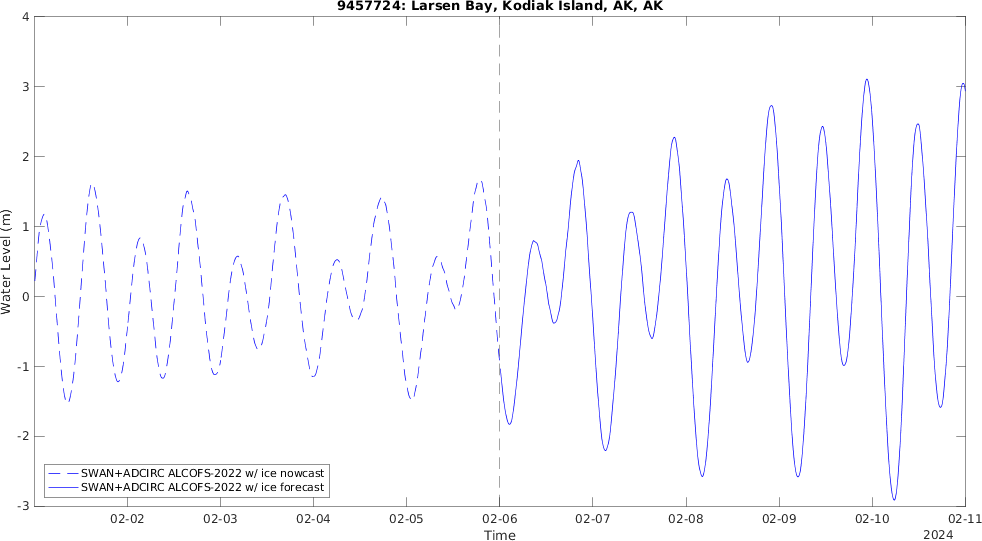 9457724: Larsen Bay, Kodiak Island, AK, AK
4
3
2
1
0
-1
-2
-3
Water Level (m)
SWAN+ADCIRC ALCOFS-2022 w/ ice nowcast
SWAN+ADCIRC ALCOFS-2022 w/ ice forecast
02-02 02-03 02-04 02-05 02-06 02-07 02-08 02-09 02-10 02-11
Time
2024